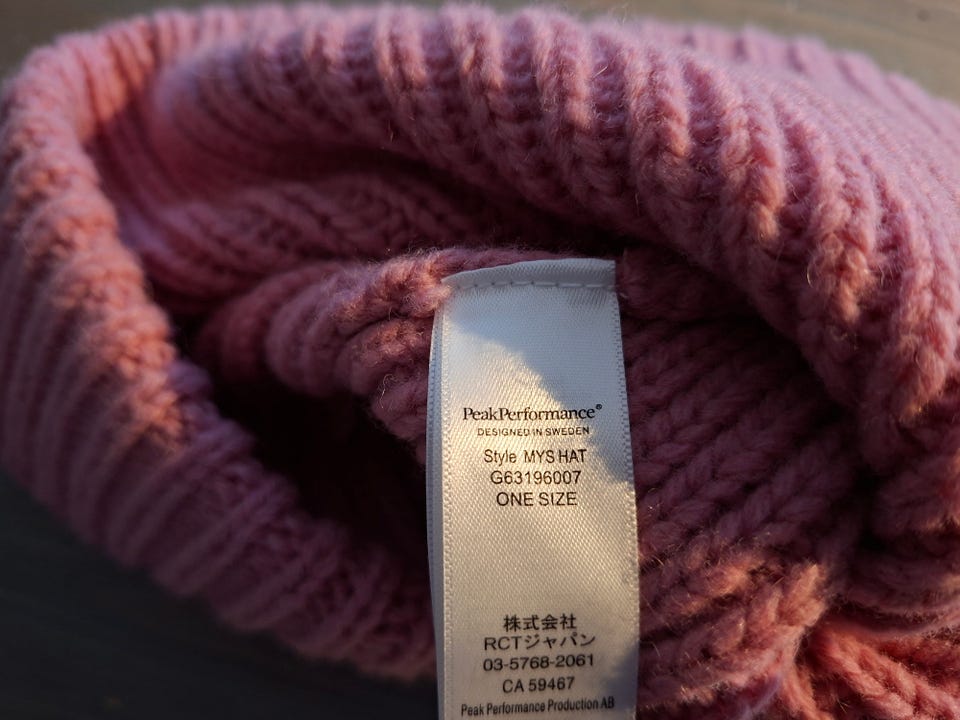 PeakPerformance®
DESIGNED IN SWEDEN
Style MYS HAT
G63196007
ONE SIZE
株式会社
RCTジャパン
03-5768-2061
CA 59467
Peak Performance Production AB